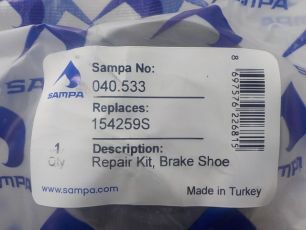 SAMPA
Sampa No:
040.533
Replaces:
154259S
Description:
1
Qty
Repair Kit, Brake Shoe
www.sampa.com
Made in Turkey
8 697576 226815